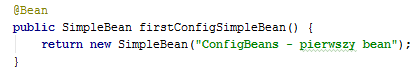 @Bean
public SimpleBean firstConfigSimpleBean() {
    return new SimpleBean("ConfigBeans - pierwszy bean");
}